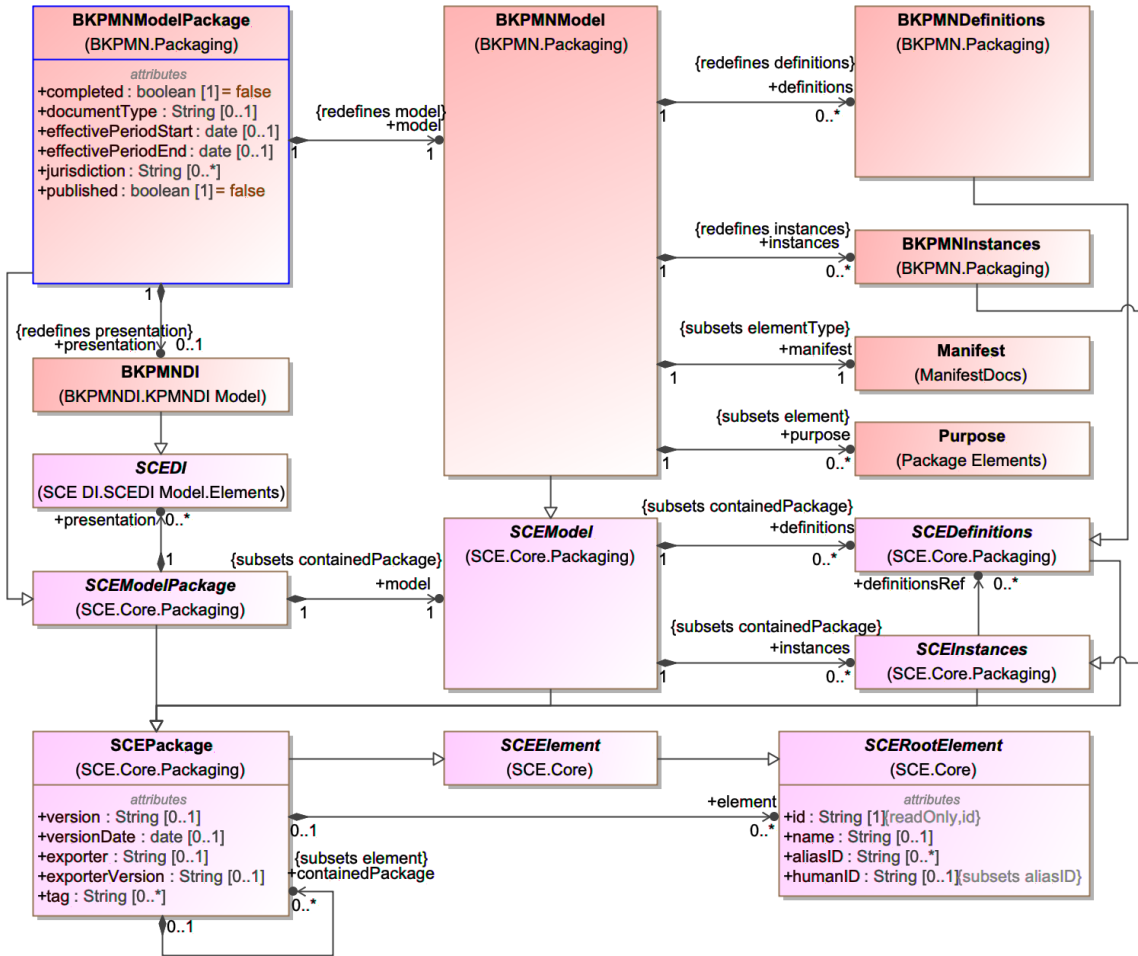 BKPMNModelPackage
(BKPMN.Packaging)
attributes
+completed : boolean [1] = false
+documentType : String [0..1]
+effectivePeriodStart : date [0..1]
+effectivePeriodEnd : date [0..1]
+jurisdiction : String [0..*]
+published : boolean [1] = false
BKPMNModel
(BKPMN.Packaging)
BKPMNDefinitions
(BKPMN.Packaging)
{redefines definitions}
+definitions
1
0..*
{redefines model}
+model
1
1
{redefines instances}
+instances
1
0..*
BKPMNInstances
(BKPMN.Packaging)
1
{redefines presentation}
+presentation
0..1
{subsets elementType}
+manifest
1
1
Manifest
(ManifestDocs)
BKPMNDI
(BKPMNDI.KPMNDI Model)
{subsets element}
+purpose
1
0..*
Purpose
(Package Elements)
SCEDI
(SCE DI.SCEDI Model.Elements)
+presentation
0..*
1
{subsets containedPackage}
+model
1
1
SCEModel
(SCE.Core.Packaging)
{subsets containedPackage}
+definitions
1
0..*
SCEDefinitions
(SCE.Core.Packaging)
+definitionsRef
0..*
SCEModelPackage
(SCE.Core.Packaging)
{subsets containedPackage}
+instances
1
0..*
SCEInstances
(SCE.Core.Packaging)
SCEPackage
(SCE.Core.Packaging)
attributes
+version : String [0..1]
+versionDate : date [0..1]
+exporter : String [0..1]
+exporterVersion : String [0..1]
+tag : String [0..*]
SCEElement
(SCE.Core)
SCERootElement
(SCE.Core)
attributes
+id : String [1]{readOnly,id}
+name : String [0..1]
+aliasID : String [0..*]
+humanID : String [0..1]{subsets aliasID}
+element
0..1
0..*
{subsets element}
+containedPackage
0..*
0..1